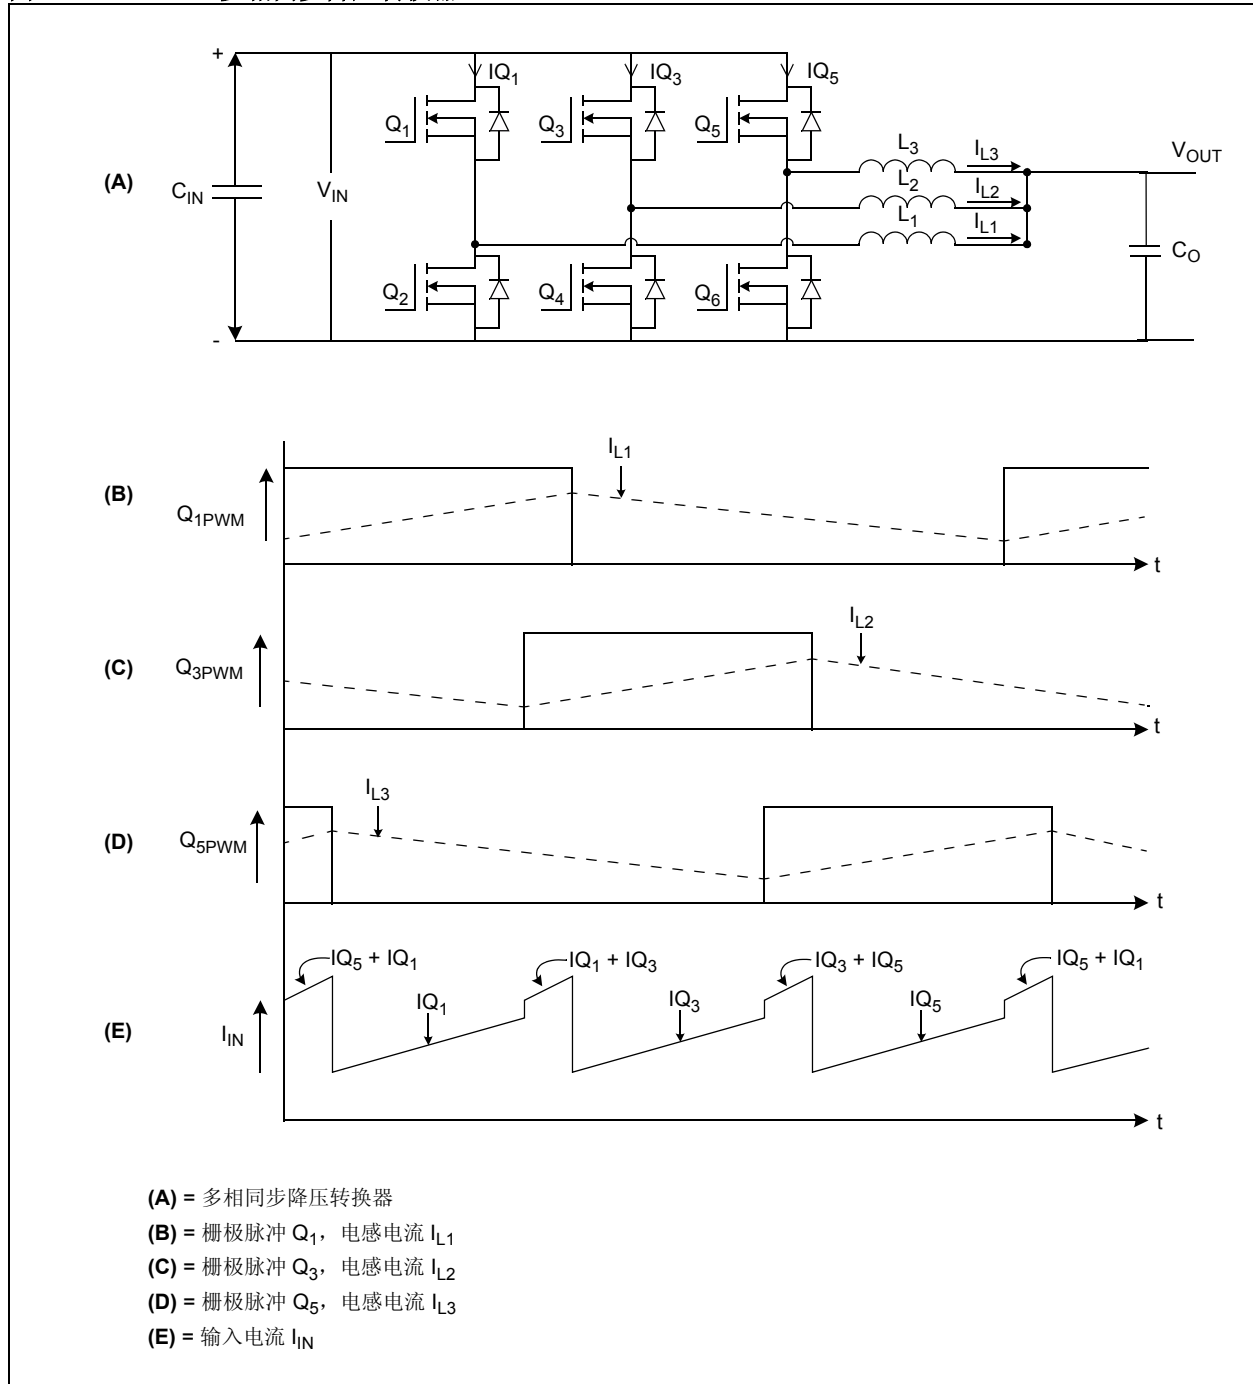 +
IQ1
IQ3
IQ5
Q1
Q3
Q5
L3
IL3
VOUT
(A)
CIN
VIN
L2
IL2
L1
IL1
CO
Q2
Q4
Q6
-
IL1
(B)
Q1PWM
t
IL2
(C)
Q3PWM
t
IL3
(D)
Q5PWM
t
IQ5 + IQ1
IQ1 + IQ3
IQ3 + IQ5
IQ5 + IQ1
IQ1
IQ3
IQ5
(E)
IIN
t
(A) = 多相同步降压转换器
(B) = 栅极脉冲 Q1，电感电流 IL1
(C) = 栅极脉冲 Q3，电感电流 IL2
(D) = 栅极脉冲 Q5，电感电流 IL3
(E) = 输入电流 IIN